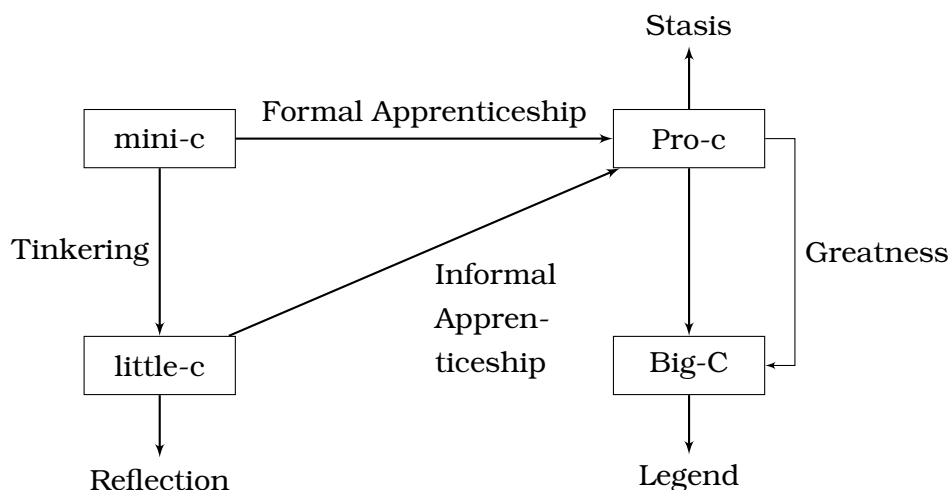 Stasis
Formal Apprenticeship
mini-c
Pro-c
Tinkering
Greatness
Informal
Appren-
ticeship
little-c
Big-C
Reflection
Legend